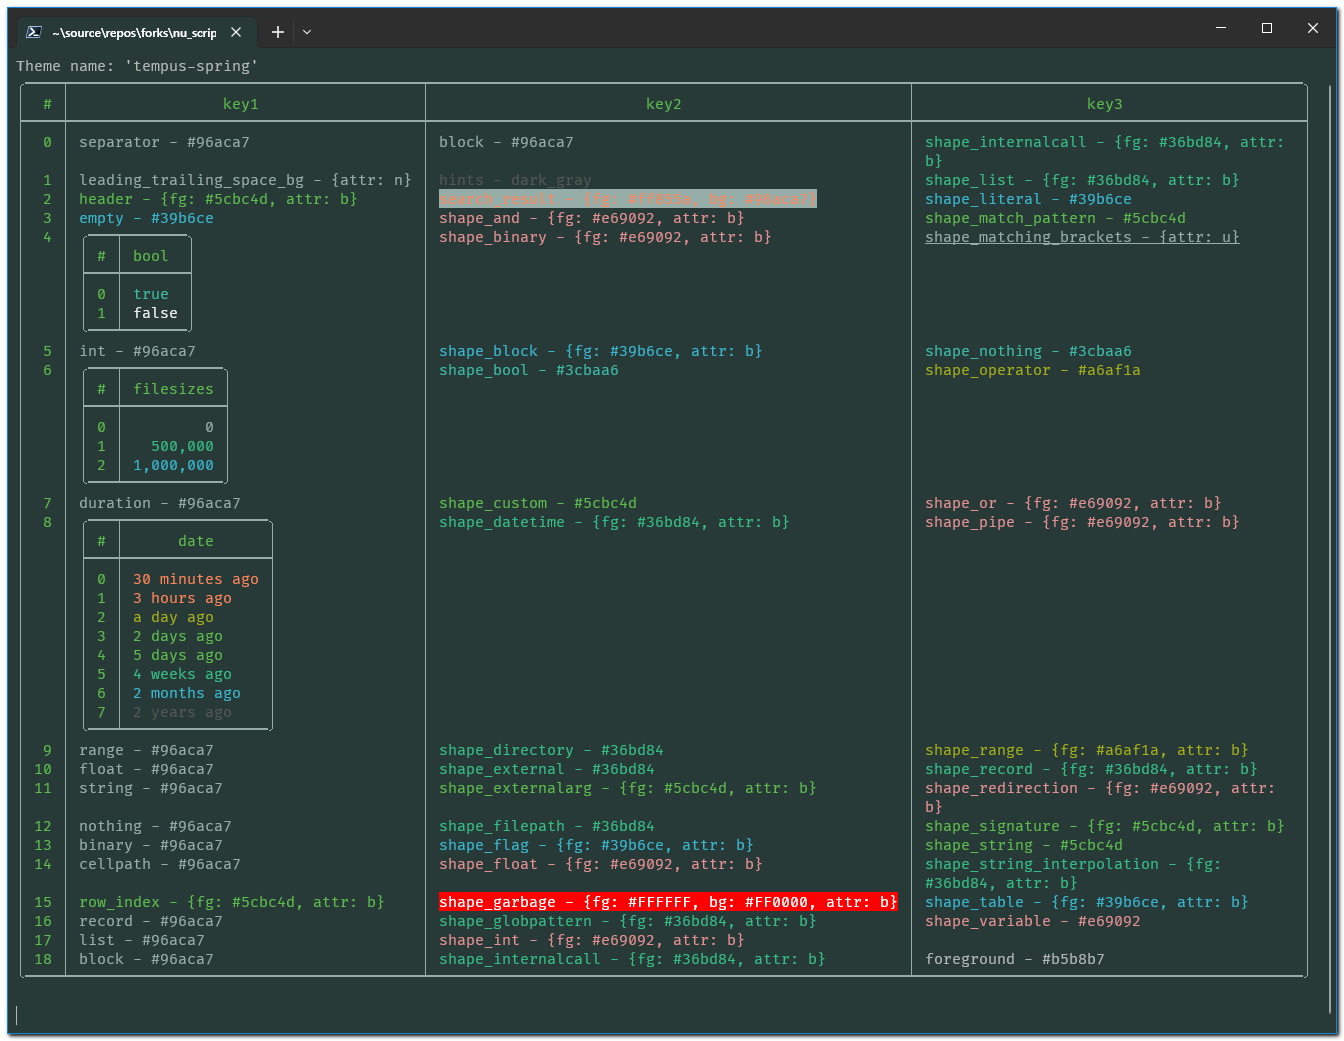 ~\source\repos\forks\nu_scrip
Theme name: 'tempus-spring'
# key1 key2 key3
0 separator - #96aca7 block - #96aca7 shape_internalcall - {fg: #36bd84, attr:
b}
1 leading_trailing_space_bg - {attr: n} hints - dark_gray shape_list - {fg: #36bd84, attr: b}
2 header - {fg: #5cbc4d, attr: b} search_result - {fg: bg: #96aca7} shape_literal - #39b6ce
3 empty - #39b6ce shape_and - {fg: #e69092, attr: b} shape_match_pattern - #5cbc4d
4 shape_binary - {fg: #e69092, attr: b} shape_matching_brackets - {attr: u}
# bool
0 true
1 false
5 int - #96aca7 shape_block - {fg: #39b6ce, attr: b} shape_nothing - #3cbaa6
6 shape_bool - #3cbaa6 shape_operator - #a6af1a
# filesizes
0 0
1 500,000
2 1,000,000
7 duration - #96aca7 shape_custom - #5cbc4d shape_or - {fg: #e69092, attr: b}
8 shape_datetime - {fg: #36bd84, attr: b} shape_pipe - {fg: #e69092, attr: b}
# date
0 30 minutes ago
1 3 hours ago
2 a day ago
3 2 days ago
4 5 days ago
5 4 weeks ago
6 2 months ago
7 2 years ago
9 range - #96aca7 shape_directory - #36bd84 shape_range - {fg: #a6af1a, attr: b}
10 float - #96aca7 shape_external - #36bd84 shape_record - {fg: #36bd84, attr: b}
11 string - #96aca7 shape_externalarg - {fg: #5cbc4d, attr: b} shape_redirection - {fg: #e69092, attr:
b}
12 nothing - #96aca7 shape_filepath - #36bd84 shape_signature - {fg: #5cbc4d, attr: b}
13 binary - #96aca7 shape_flag - {fg: #39b6ce, attr: b} shape_string - #5cbc4d
14 cellpath - #96aca7 shape_float - {fg: #e69092, attr: b} shape_string_interpolation - {fg:
#36bd84, attr: b}
15 row_index - {fg: #5cbc4d, attr: b} shape_garbage - {fg: #FFFFFF, bg: #FF0000, attr: b} shape_table - {fg: #39b6ce, attr: b}
16 record - #96aca7 shape_globpattern - {fg: #36bd84, attr: b} shape_variable - #e69092
17 list - #96aca7 shape_int - {fg: #e69092, attr: b}
18 block - #96aca7 shape_internalcall - {fg: #36bd84, attr: b} foreground - #b5b8b7